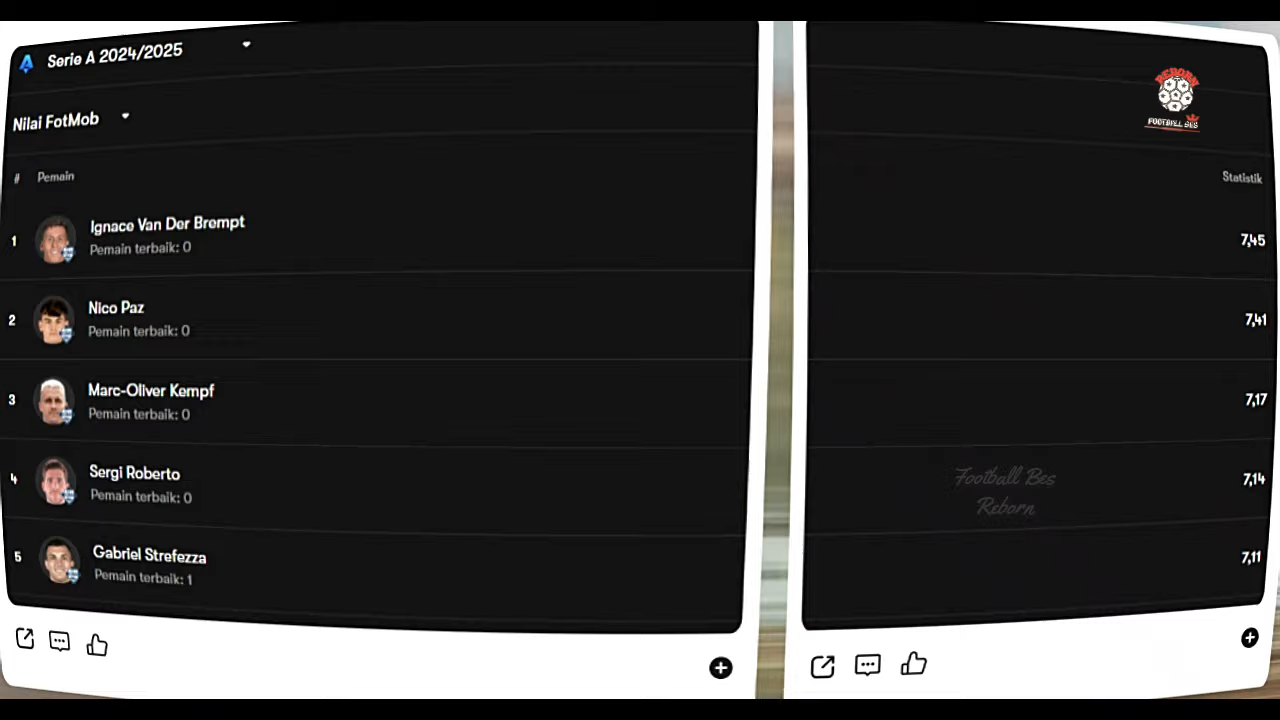 Serie A 2024/2025
Nilai FotMob
# Pemain
Statistik
1 Ignace Van Der Brempt
Pemain terbaik: 0
7,45
2 Nico Paz
Pemain terbaik: 0
7,41
3 Marc-Oliver Kempf
Pemain terbaik: 0
7,17
4 Sergi Roberto
Pemain terbaik: 0
7,14
5 Gabriel Strefezza
Pemain terbaik: 1
7,11
REBORN
FOOTBALL BES
Football Bes
Reborn